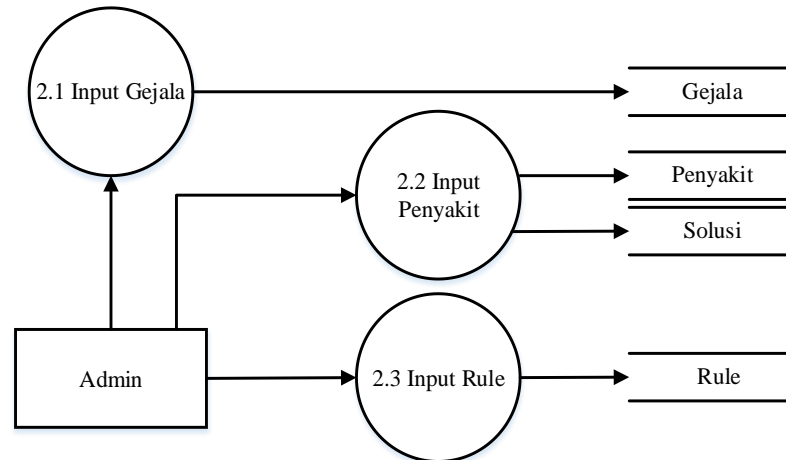 2.1 Input Gejala
Gejala
2.2 Input
Penyakit
Penyakit
Solusi
Admin
2.3 Input Rule
Rule